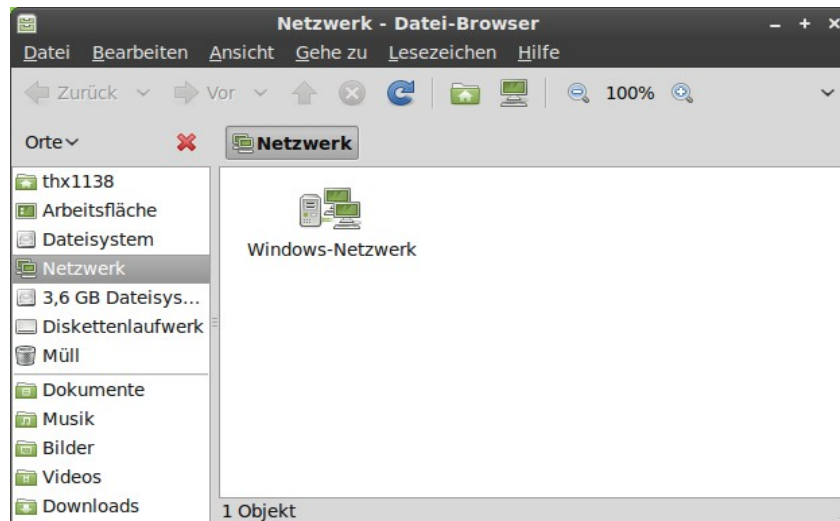 Netzwerk - Datei-Browser
Datei Bearbeiten Ansicht Gehe zu Lesezeichen Hilfe
Zurück Vor 100%
Orte
Netzwerk
thx1138
Arbeitsfläche
Dateisystem
Netzwerk
3,6 GB Dateisys...
Diskettenlaufwerk
Müll
Dokumente
Musik
Bilder
Videos
Downloads
Windows-Netzwerk
1 Objekt